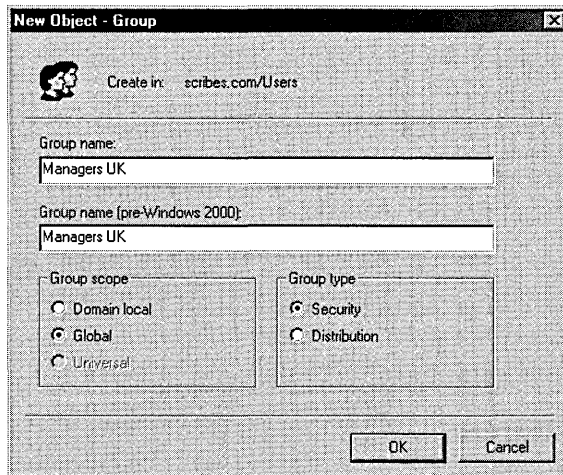 New Object - Group
Create in: scribes.com/Users
Group name:
Managers UK
Group name (pre-Windows 2000):
Managers UK
Group scope
Domain local
Global
Universal
Group type
Security
Distribution
OK
Cancel